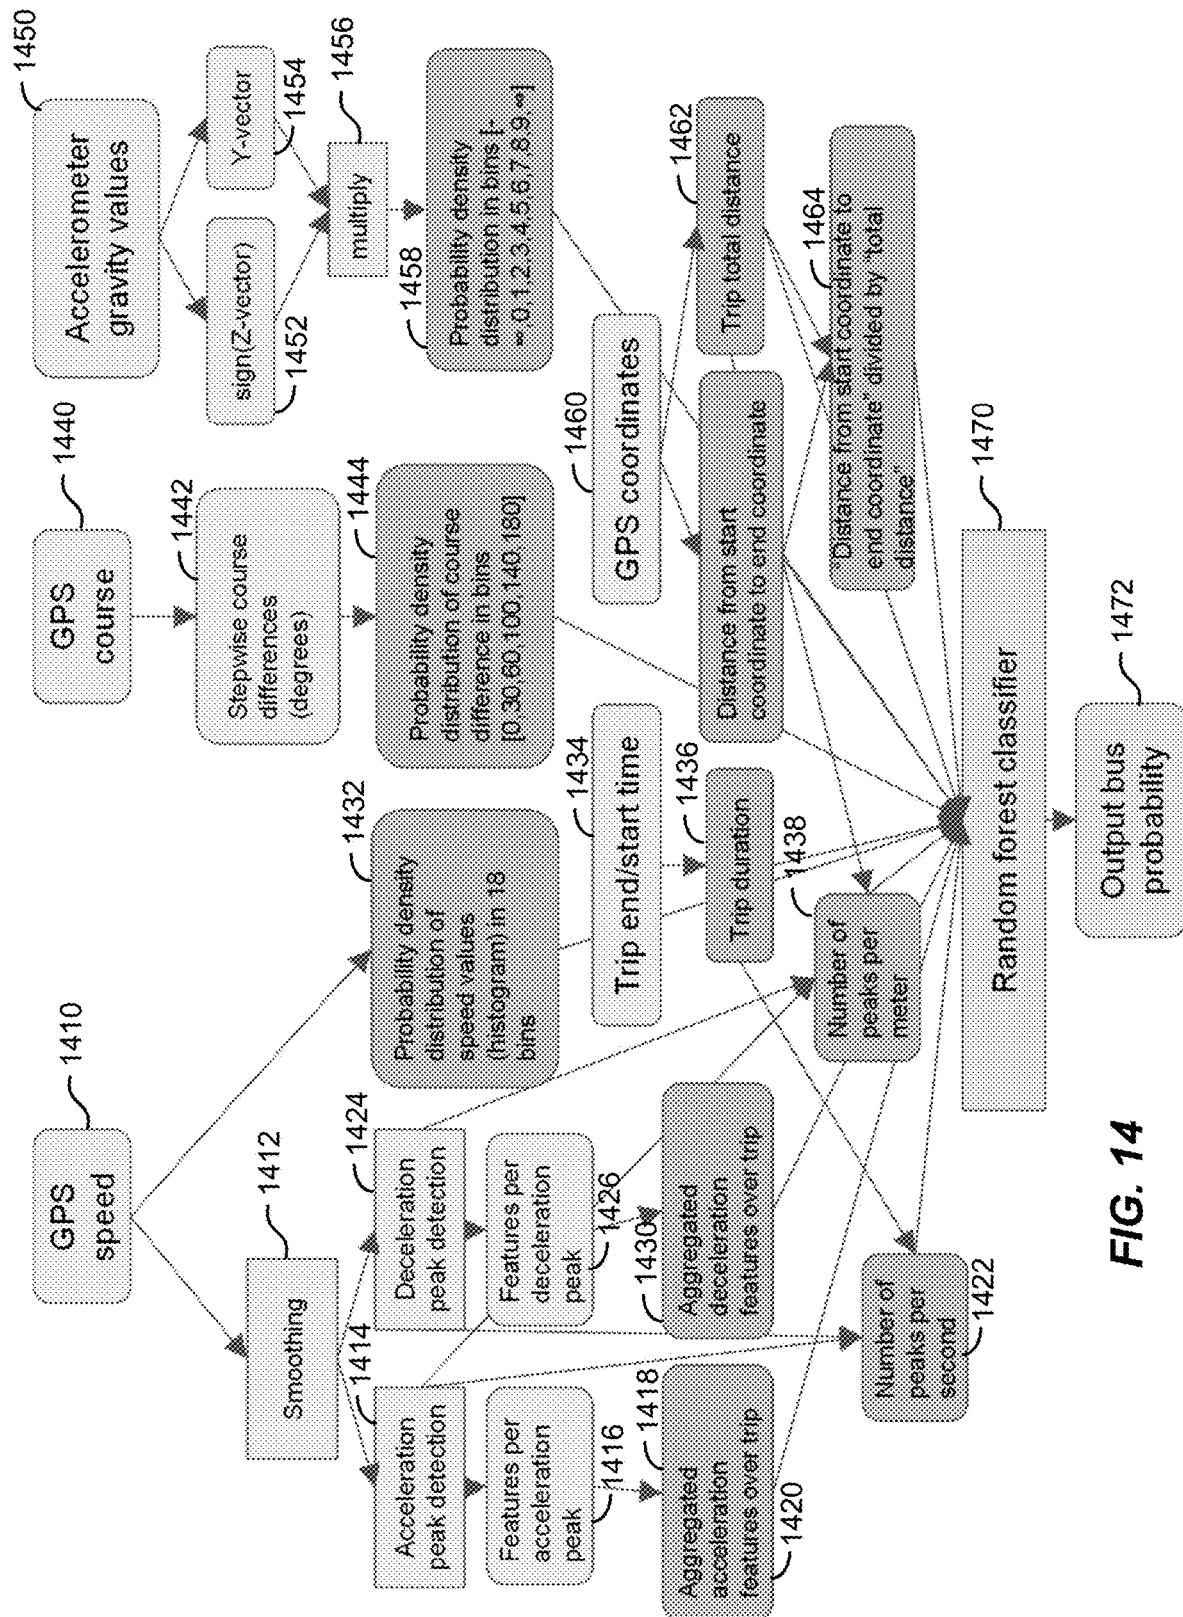 GPS
speed
1410
GPS
course
1440
Accelerometer
gravity values
1450
Smoothing
1412
Stepwise course
differences
(degrees)
1442
sign(Z-vector)
1452
Y-vector
1454
multiply
1456
Acceleration
peak detection
1414
Deceleration
peak detection
1424
Probability density
distribution of
speed values
(histogram) in 18
bins
1432
Probability density
distribution of course
difference in bins
[0,30,60,100,140,180]
1444
Probability density
distribution in bins [-
∞,0,1,2,3,4,5,6,7,8,9,∞]
1458
Features per
acceleration
peak
1416
Features per
deceleration
peak
1426
Trip end/start time
1434
GPS coordinates
1460
Aggregated
acceleration
features over trip
1418
1420
Aggregated
deceleration
features over trip
1430
Trip duration
1436
Distance from start
coordinate to end coordinate
Trip total distance
1462
Number of
peaks per
second
1422
Number of
peaks per
meter
1438
"Distance from start coordinate to
end coordinate" divided by "total
distance"
1464
Random forest classifier
1470
Output bus
probability
1472
FIG. 14